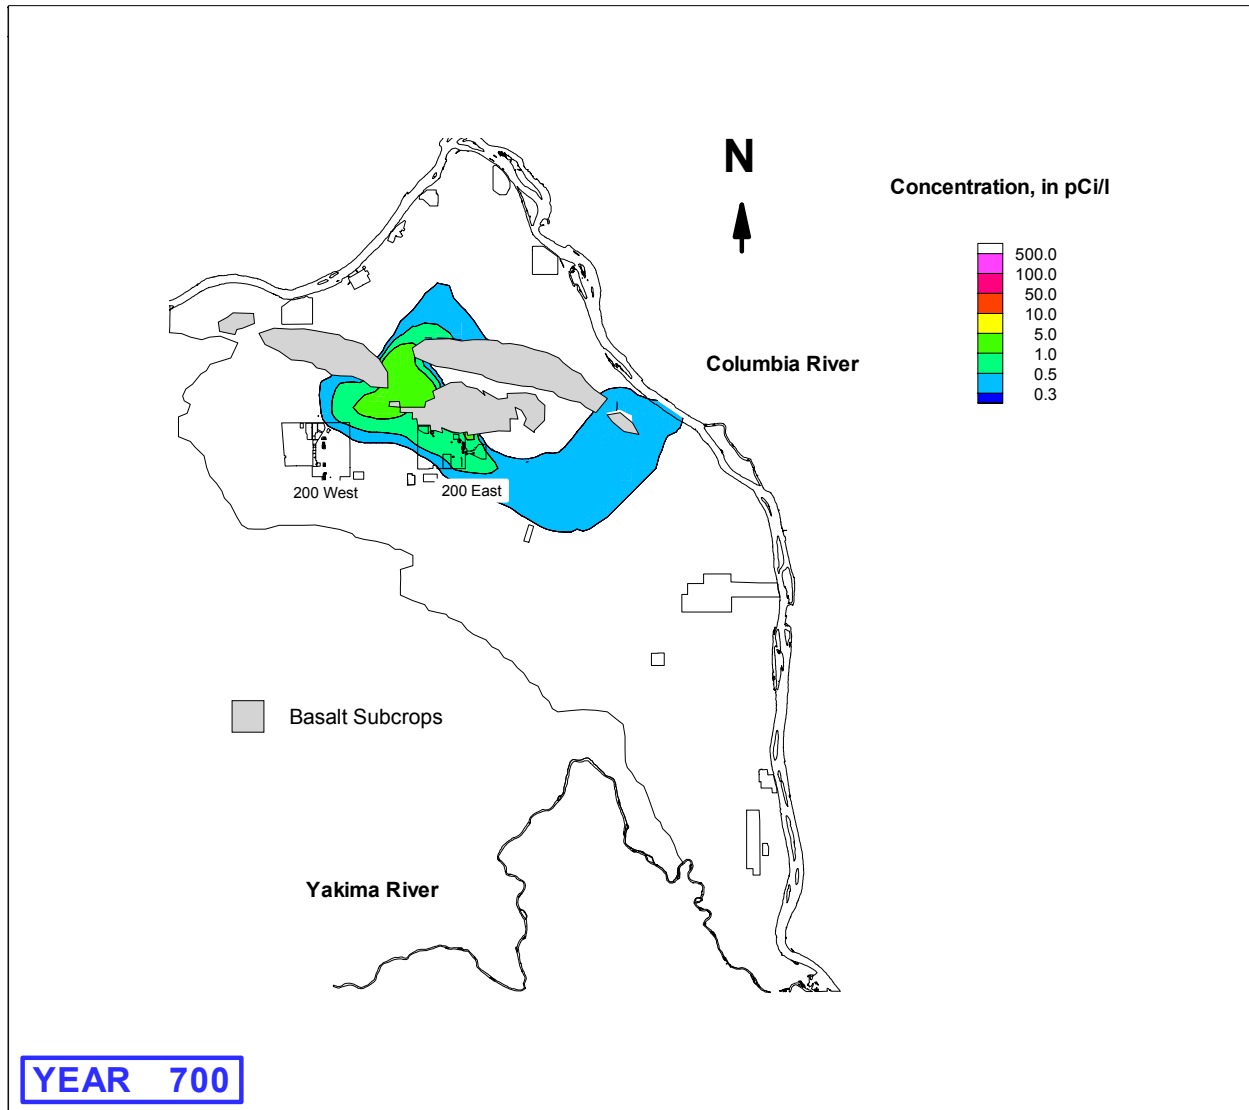 N
Concentration, in pCi/l
500.0
100.0
50.0
10.0
5.0
1.0
0.5
0.3
Columbia River
200 West
200 East
Basalt Subcrops
Yakima River
YEAR 700